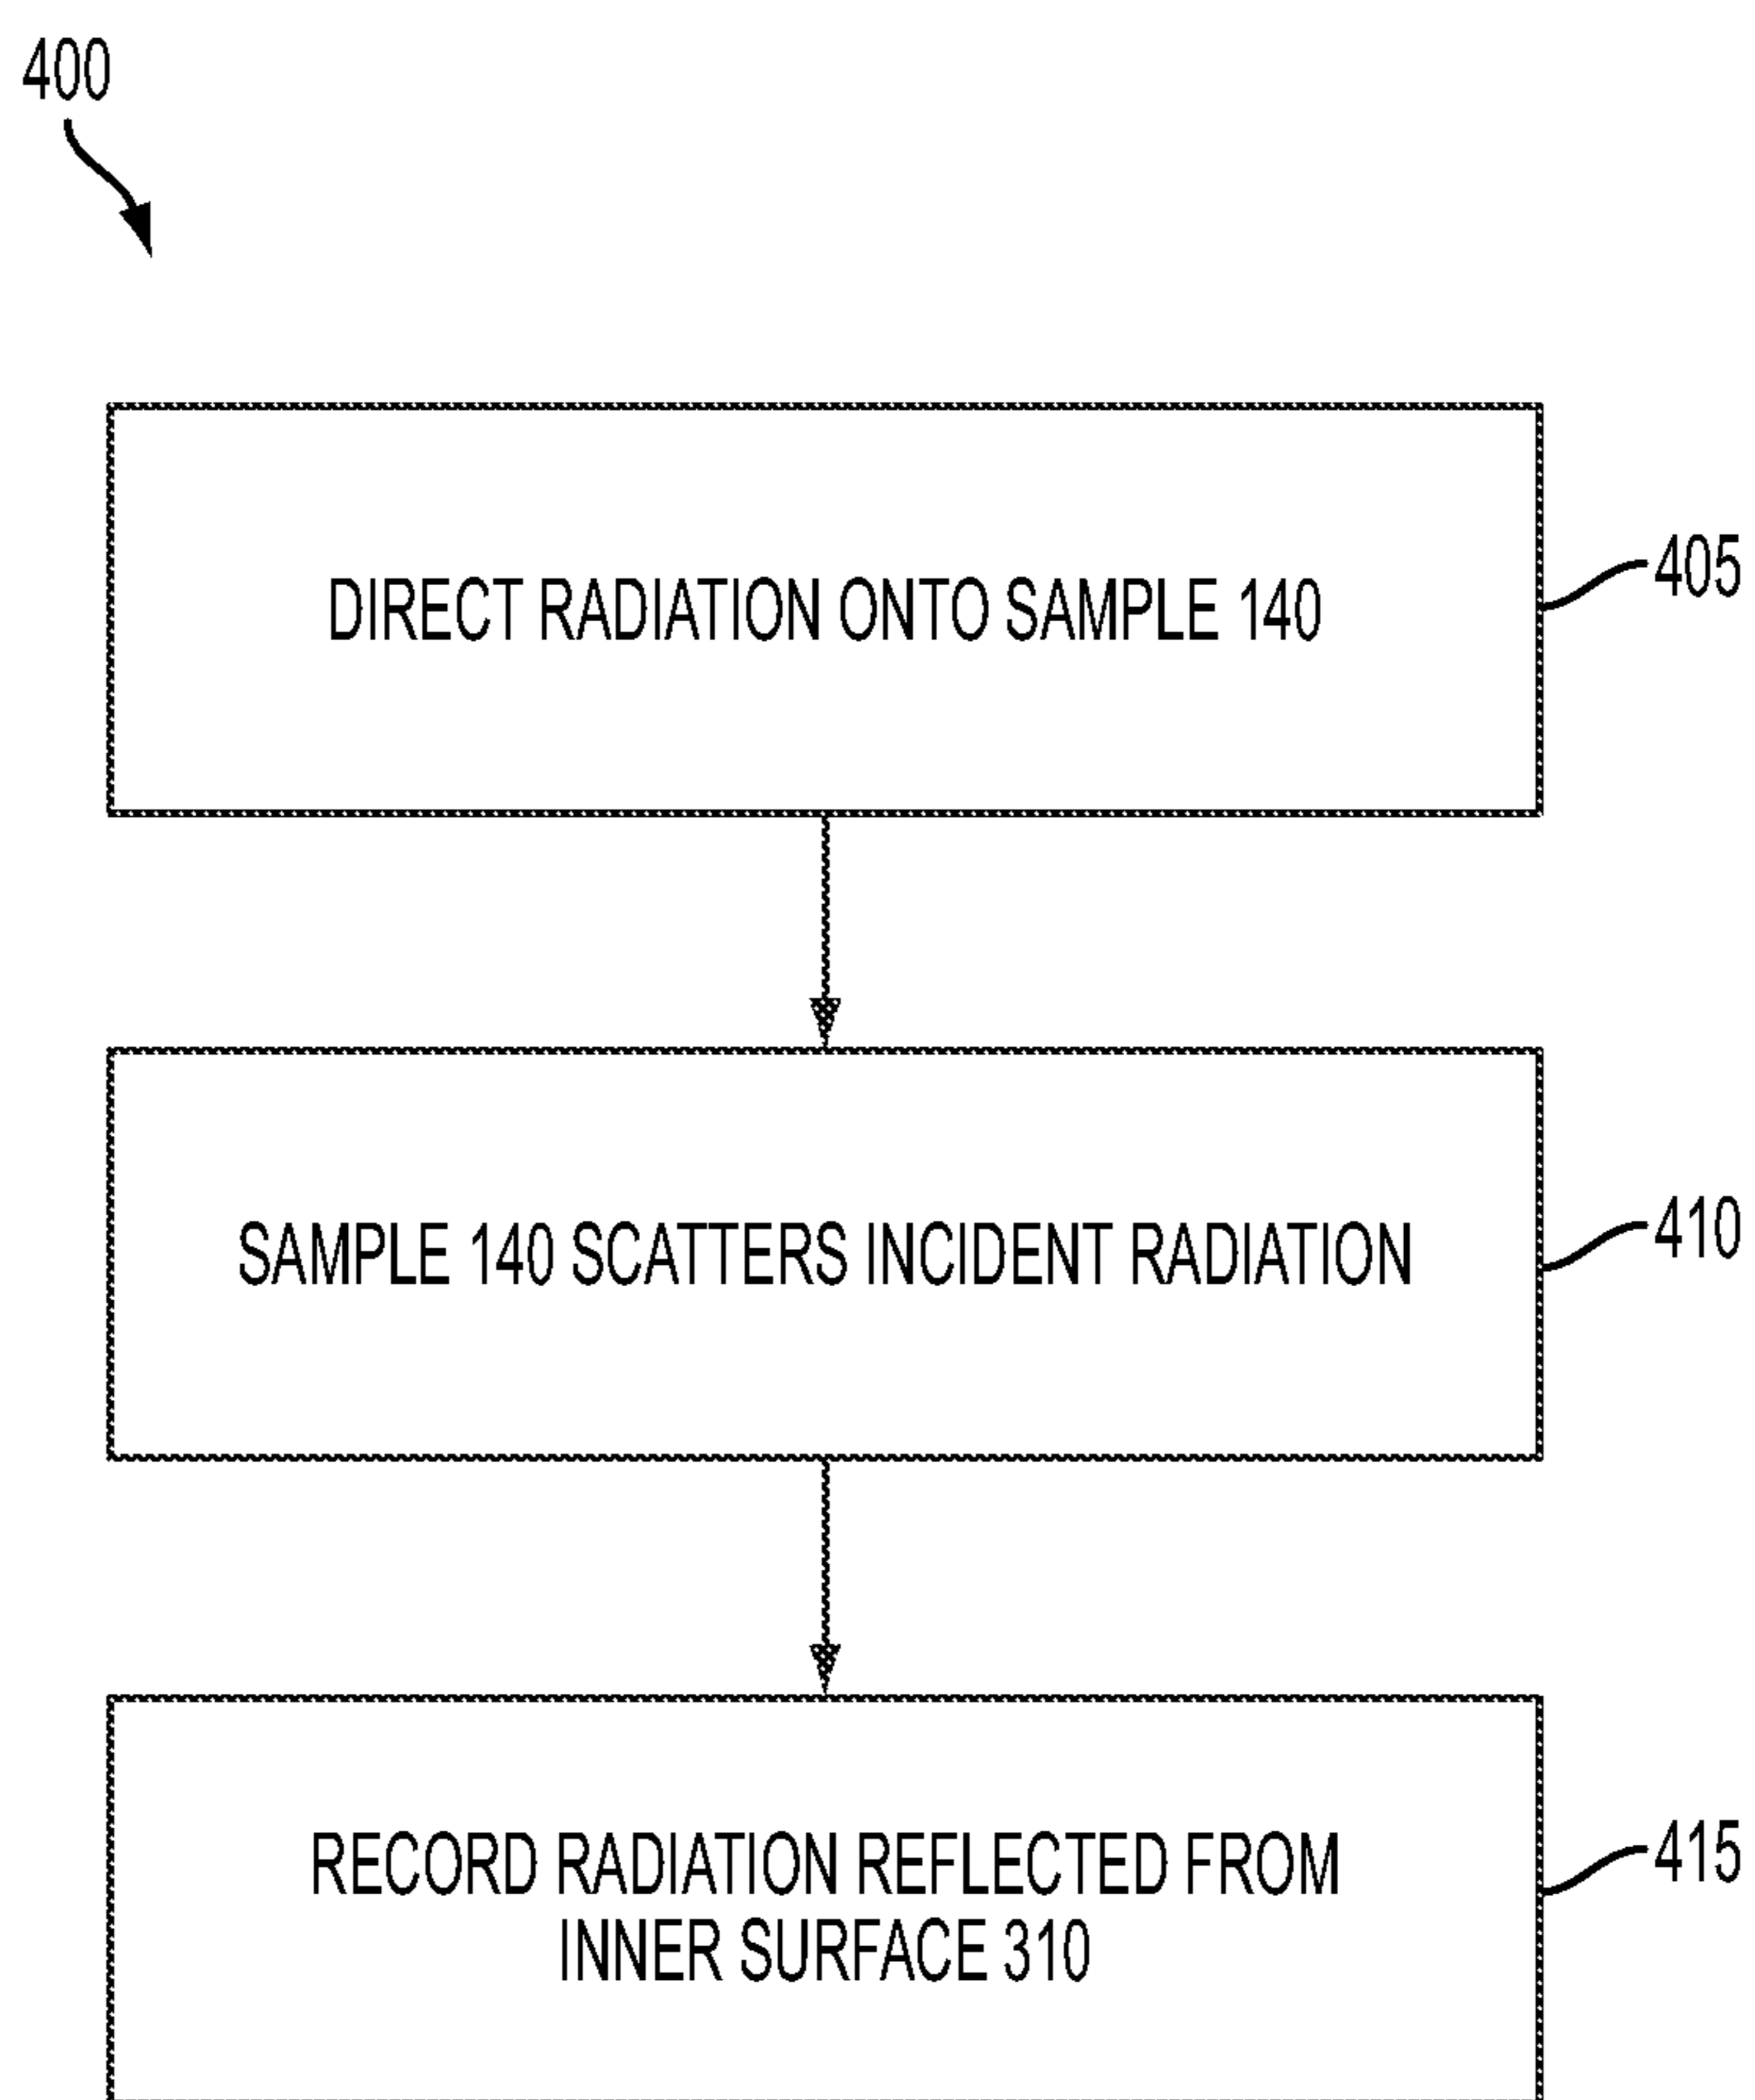 400
DIRECT RADIATION ONTO SAMPLE 140
405
SAMPLE 140 SCATTERS INCIDENT RADIATION
410
RECORD RADIATION REFLECTED FROM
INNER SURFACE 310
415